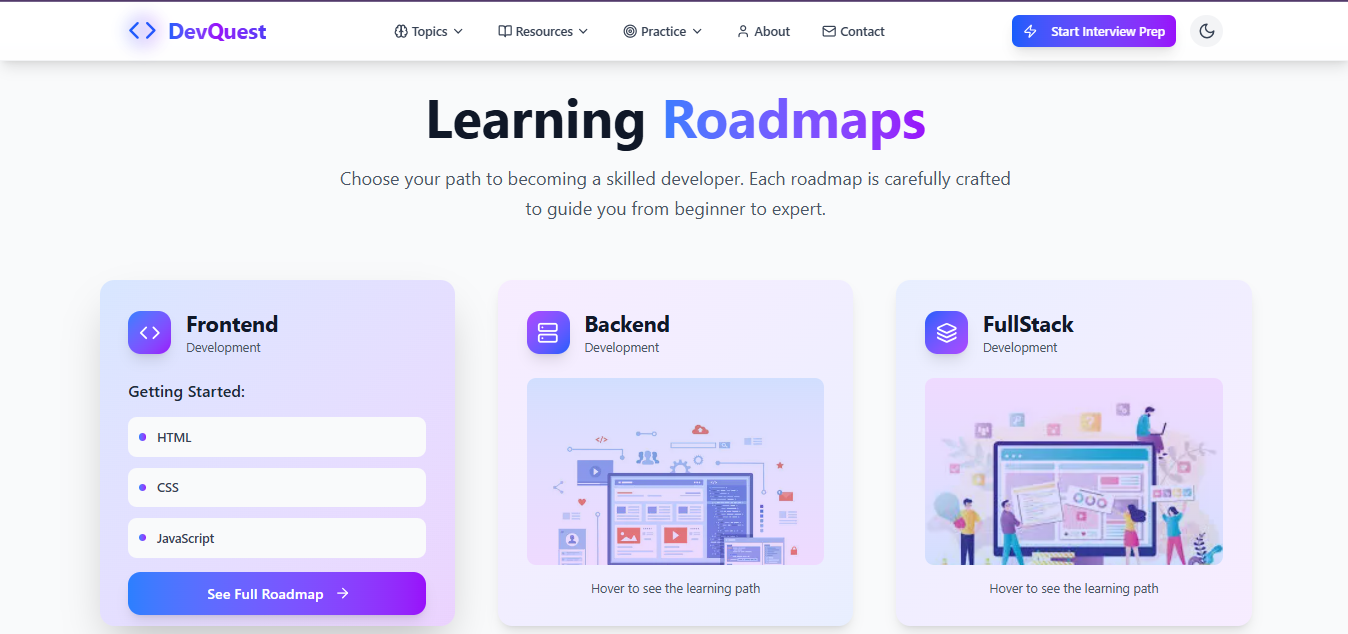 DevQuest
Topics
Resources
Practice
About
Contact
Start Interview Prep
Learning Roadmaps
Choose your path to becoming a skilled developer. Each roadmap is carefully crafted
to guide you from beginner to expert.
Frontend
Development
Getting Started:
HTML
CSS
JavaScript
See Full Roadmap
Backend
Development
Hover to see the learning path
FullStack
Development
Hover to see the learning path